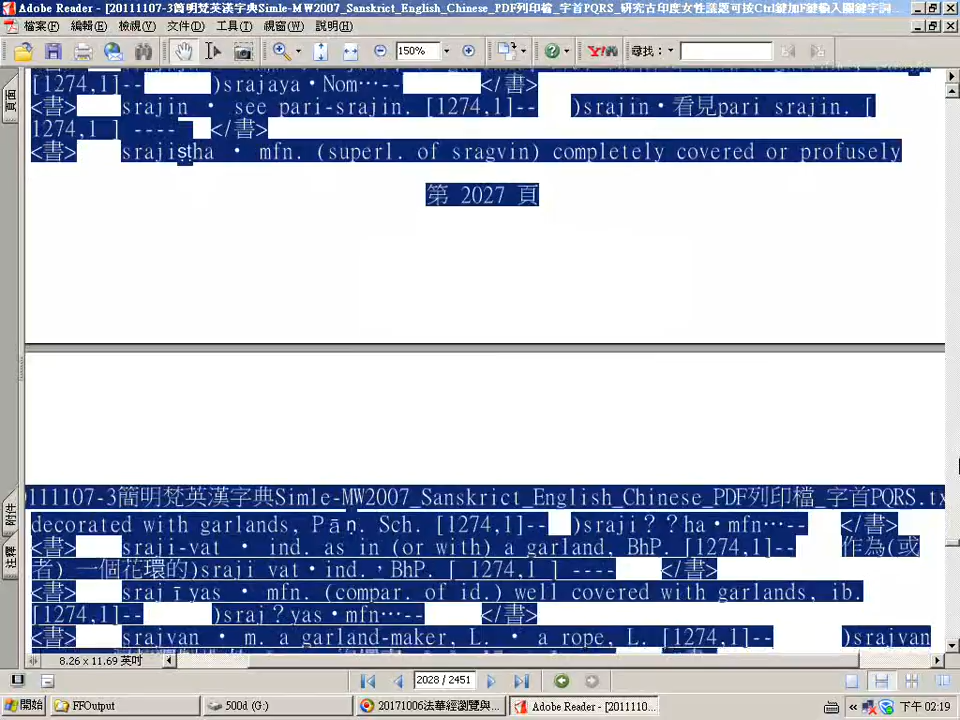 Adobe Reader - [20111107-3簡明梵英漢字典Simle-MW2007_Sanskrict_English_Chinese_PDF列印檔_字首PQRS_研究古印度女性議題可按Ctrl鍵加F鍵輸入關鍵字詞...
檔案(F) 編輯(E) 檢視(V) 文件(D) 工具(T) 視窗(W) 說明(H)
150% 尋找:
[1274,1]-- )srajaya‧Nom…-- </書>
<書> srajin ‧ see pari-srajin. [1274,1]-- )srajin‧看見pari srajin. [
1274,1 ] ---- </書>
<書> srajiṣṭha ‧ mfn. (superl. of sragvin) completely covered or profusely
第 2027 頁
頁面
附件
注釋
111107-3簡明梵英漢字典Simle-MW2007_Sanskrict_English_Chinese_PDF列印檔_字首PQRS.tx
decorated with garlands, Pāṇ. Sch. [1274,1]-- )sraji??ha‧mfn…-- </書>
<書> sraji-vat ‧ ind. as in (or with) a garland, BhP. [1274,1]-- 作為(或
者) 一個花環的)sraji vat‧ind.，BhP. [ 1274,1 ] ---- </書>
<書> srajīyas ‧ mfn. (compar. of id.) well covered with garlands, ib.
[1274,1]-- )sraj?yas‧mfn…-- </書>
<書> srajvan ‧ m. a garland-maker, L. ‧ a rope, L. [1274,1]-- )srajvan
8.26 x 11.69 英吋
2028 / 2451
開始 FFOutput 500d (G:) 20171006法華經瀏覽與... Adobe Reader - [2011110... 下午 02:19